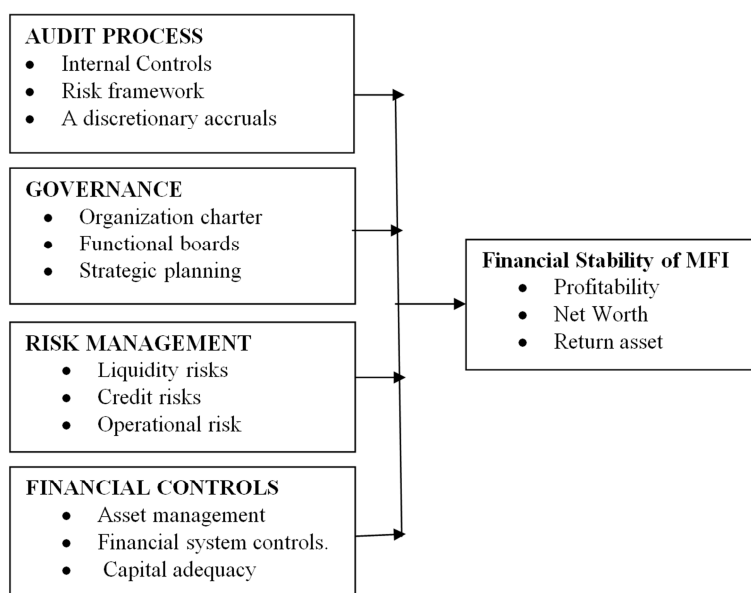 AUDIT PROCESS
• Internal Controls
• Risk framework
• A discretionary accruals
GOVERNANCE
• Organization charter
• Functional boards
• Strategic planning
Financial Stability of MFI
• Profitability
• Net Worth
• Return asset
RISK MANAGEMENT
• Liquidity risks
• Credit risks
• Operational risk
FINANCIAL CONTROLS
• Asset management
• Financial system controls.
• Capital adequacy